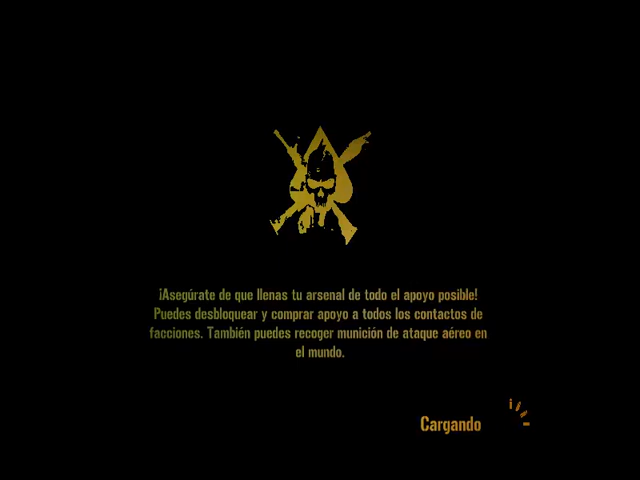 ¡Asegúrate de que llenas tu arsenal de todo el apoyo posible!
Puedes desbloquear y comprar apoyo a todos los contactos de
facciones. También puedes recoger munición de ataque aéreo en
el mundo.
Cargando